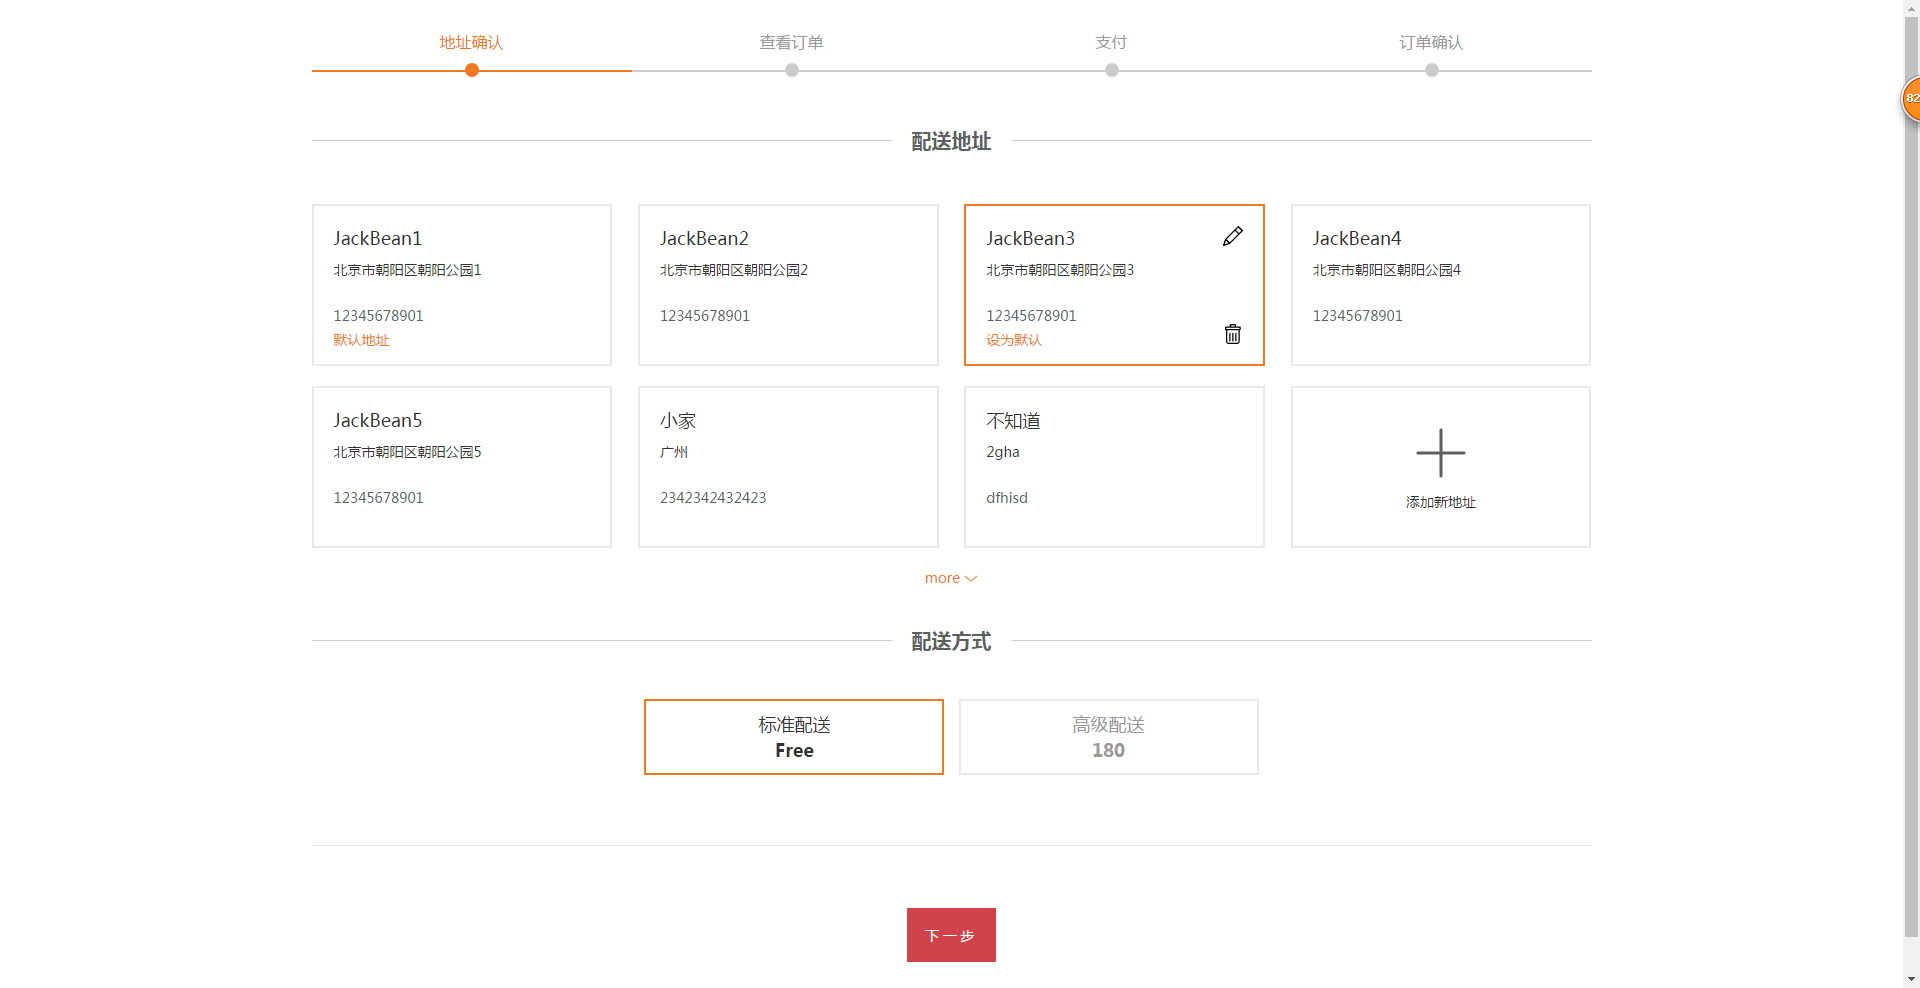 地址确认
查看订单
支付
订单确认
82
配送地址
JackBean1
北京市朝阳区朝阳公园1
12345678901
默认地址
JackBean2
北京市朝阳区朝阳公园2
12345678901
JackBean3
北京市朝阳区朝阳公园3
12345678901
设为默认
JackBean4
北京市朝阳区朝阳公园4
12345678901
JackBean5
北京市朝阳区朝阳公园5
12345678901
小家
广州
2342342432423
不知道
2gha
dfhisd
添加新地址
more
配送方式
标准配送
Free
高级配送
180
下一步